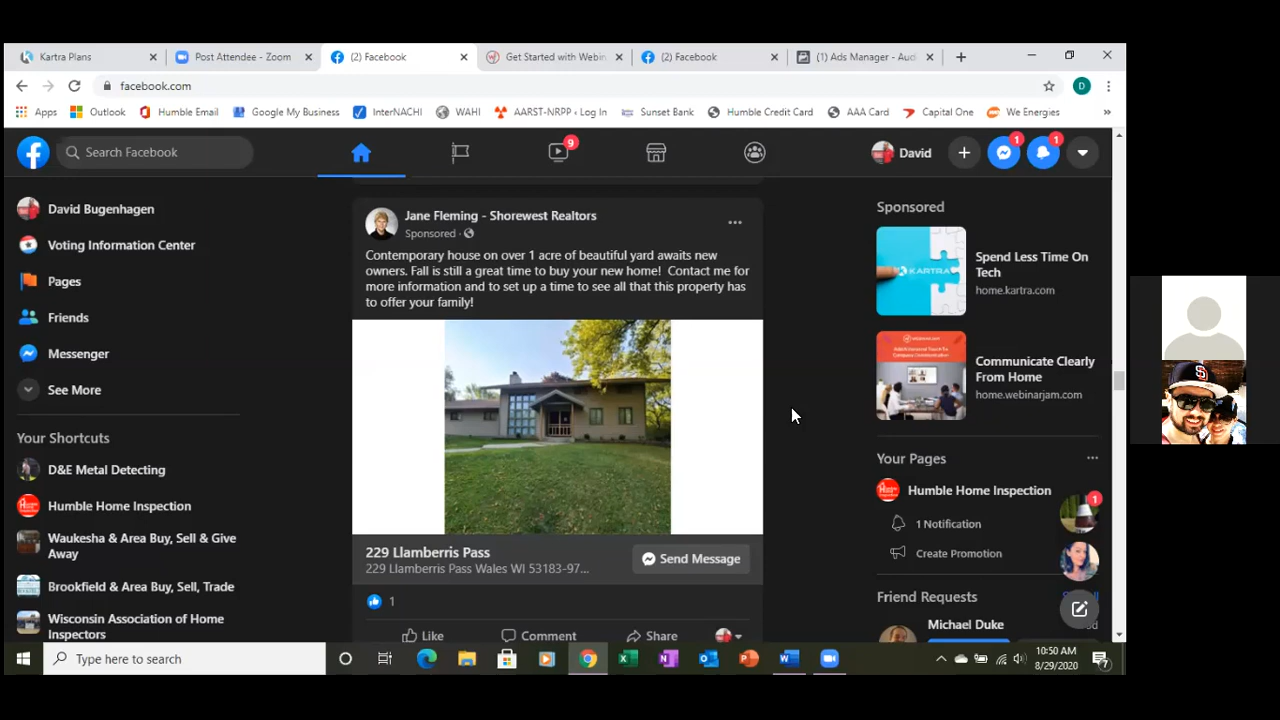 Kartra Plans
Post Attendee - Zoom
(2) Facebook
Get Started with Webin
(2) Facebook
(1) Ads Manager - Aud
facebook.com
D
Apps
Outlook
Humble Email
Google My Business
InterNACHI
WAHI
AARST-NRPP < Log In
Sunset Bank
Humble Credit Card
AAA Card
Capital One
We Energies
»
Search Facebook
9
David
1
1
David Bugenhagen
Voting Information Center
Pages
Friends
Messenger
See More
Your Shortcuts
D&E Metal Detecting
Humble Home Inspection
Waukesha & Area Buy, Sell & Give
Away
Brookfield & Area Buy, Sell, Trade
Wisconsin Association of Home
Inspectors
Jane Fleming - Shorewest Realtors
Sponsored ·
Contemporary house on over 1 acre of beautiful yard awaits new
owners. Fall is still a great time to buy your new home! Contact me for
more information and to set up a time to see all that this property has
to offer your family!
229 Llamberris Pass
229 Llamberris Pass Wales WI 53183-97...
Send Message
1
Like
Comment
Share
Sponsored
KARTRA
Spend Less Time On
Tech
home.kartra.com
Communicate Clearly
From Home
home.webinarjam.com
Your Pages
Humble Home Inspection
1 Notification
Create Promotion
1
Friend Requests
Michael Duke
Type here to search
10:50 AM
8/29/2020
7